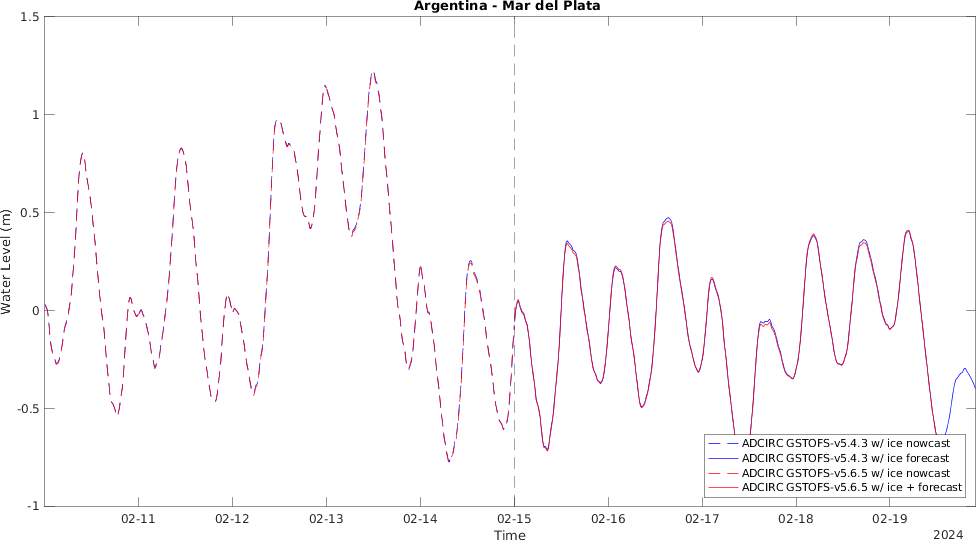 Argentina - Mar del Plata
1.5
1
0.5
0
-0.5
-1
Water Level (m)
02-11
02-12
02-13
02-14
02-15
02-16
02-17
02-18
02-19
Time
2024
ADCIRC GSTOFS-v5.4.3 w/ ice nowcast
ADCIRC GSTOFS-v5.4.3 w/ ice forecast
ADCIRC GSTOFS-v5.6.5 w/ ice nowcast
ADCIRC GSTOFS-v5.6.5 w/ ice + forecast